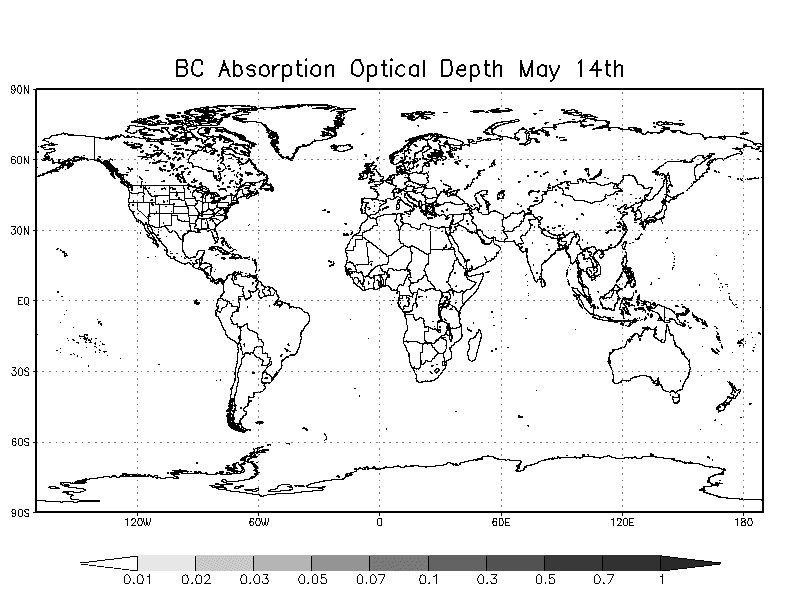 BC Absorption Optical Depth May 14th
90N
60N
30N
EQ
30S
60S
90S
120W 60W 0 60E 120E 180
0.01 0.02 0.03 0.05 0.07 0.1 0.3 0.5 0.7 1